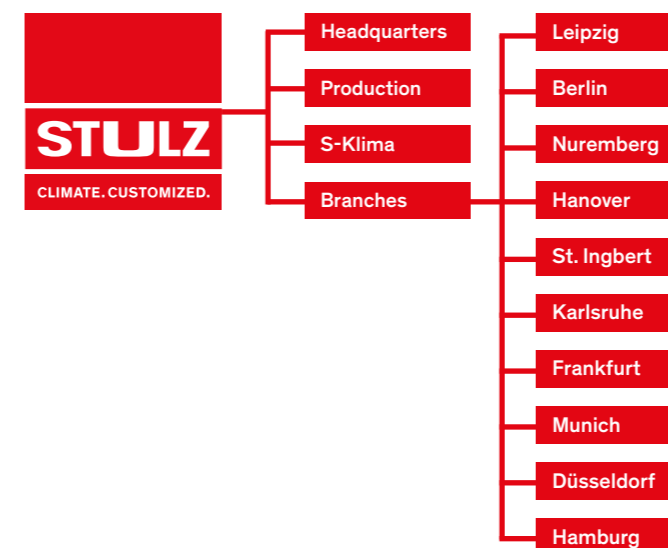 STULZ
CLIMATE. CUSTOMIZED.
Headquarters
Production
S-Klima
Branches
Leipzig
Berlin
Nuremberg
Hanover
St. Ingbert
Karlsruhe
Frankfurt
Munich
Düsseldorf
Hamburg